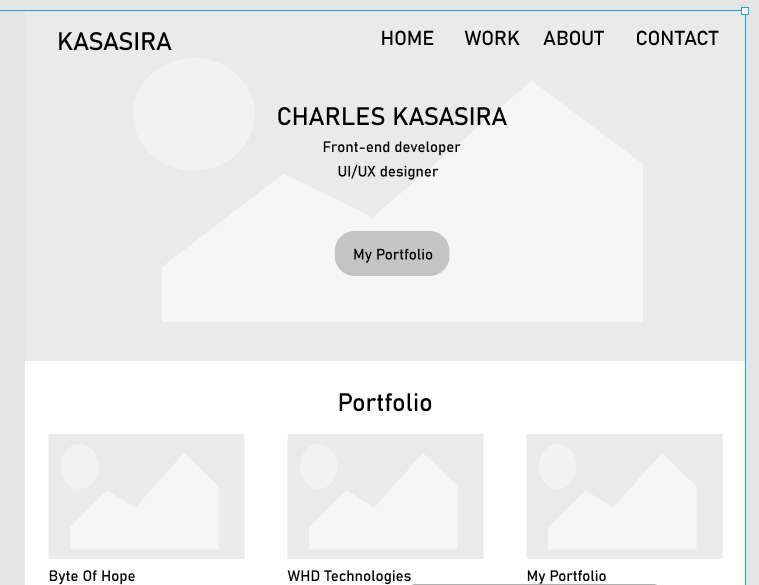 KASASIRA
HOME WORK ABOUT CONTACT
CHARLES KASASIRA
Front-end developer
UI/UX designer
My Portfolio
Portfolio
Byte Of Hope
WHD Technologies
My Portfolio